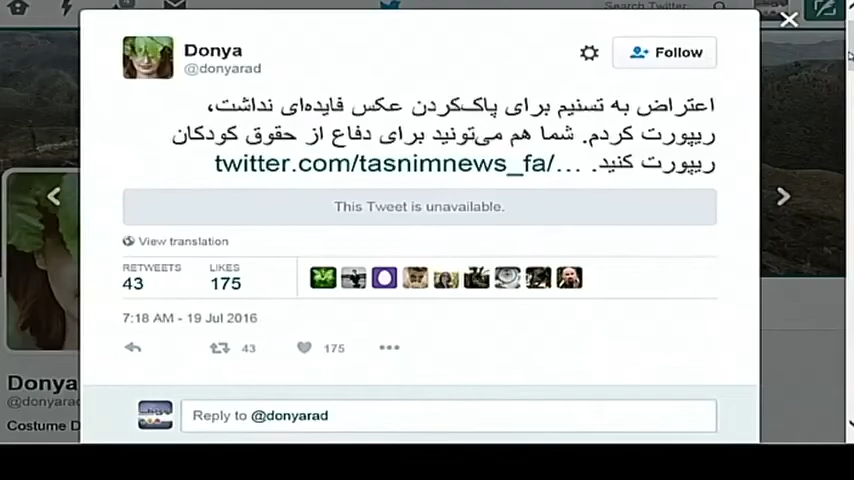 Search Twitter
Donya
@donyarad
Follow
اعتراض به تسنیم برای پاک‌کردن عکس فایده‌ای نداشت،
ریپورت کردم. شما هم می‌تونید برای دفاع از حقوق کودکان
ریپورت کنید. twitter.com/tasnimnews_fa/…
This Tweet is unavailable.
View translation
RETWEETS LIKES
43 175
7:18 AM - 19 Jul 2016
43 175
Donya
@donyarad
Costume D
Reply to @donyarad